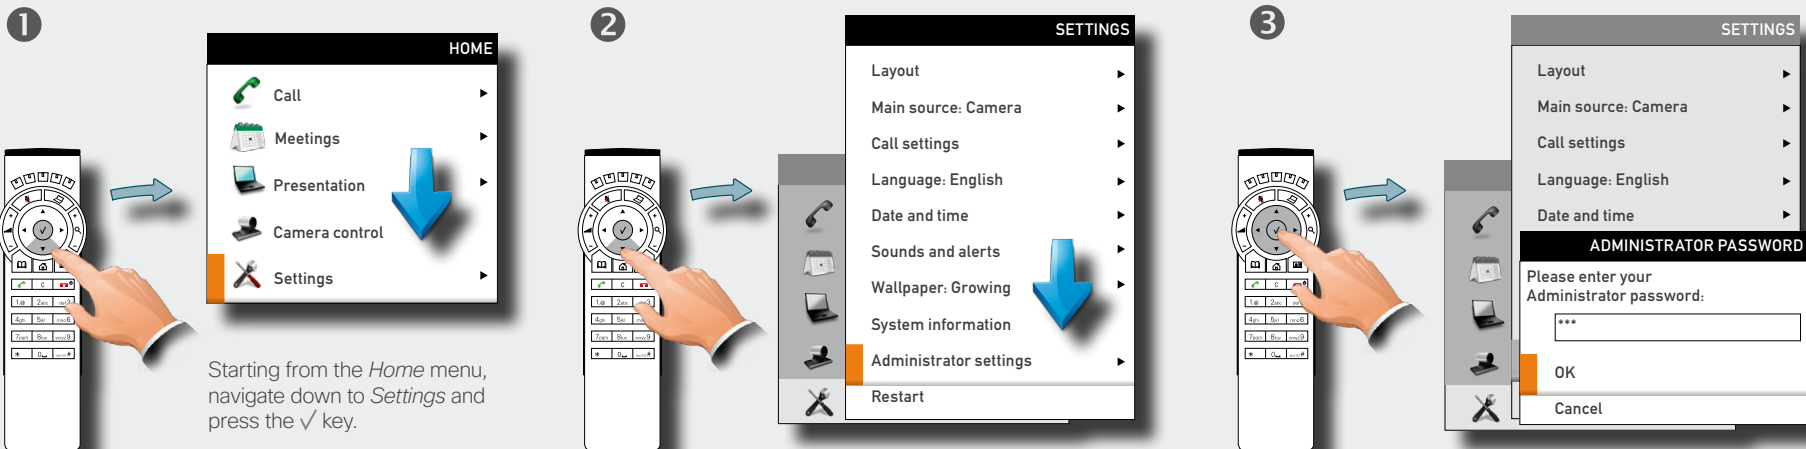 1
HOME
Call
Meetings
Presentation
Camera control
Settings
Starting from the Home menu,
navigate down to Settings and
press the ✓ key.
2
SETTINGS
Layout
Main source: Camera
Call settings
Language: English
Date and time
Sounds and alerts
Wallpaper: Growing
System information
Administrator settings
Restart
3
SETTINGS
Layout
Main source: Camera
Call settings
Language: English
Date and time
ADMINISTRATOR PASSWORD
Please enter your
Administrator password:
***
OK
Cancel